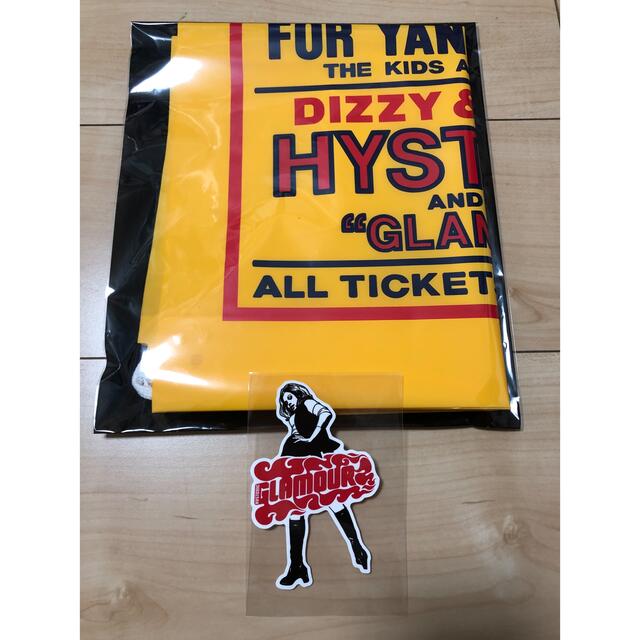 FUR YAN
THE KIDS A
DIZZY &
HYST
AND
“GLAM
ALL TICKET
GLAMOUR